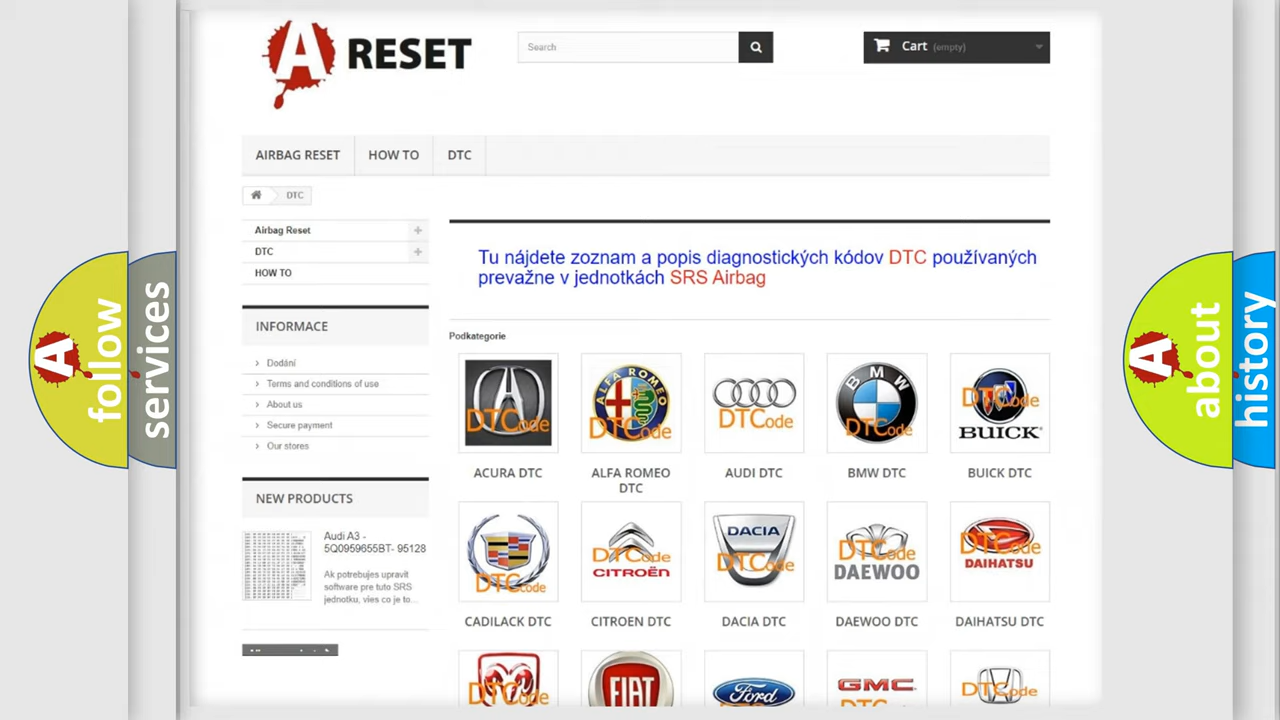 A RESET
Search
Cart (empty)
AIRBAG RESET
HOW TO
DTC
DTC
Airbag Reset
DTC
HOW TO
Tu nájdete zoznam a popis diagnostických kódov DTC používaných
prevažne v jednotkách SRS Airbag
INFORMACE
Dodání
Terms and conditions of use
About us
Secure payment
Our stores
NEW PRODUCTS
Audi A3 -
5Q0959655BT- 95128
Ak potrebujes upravit
software pre tuto SRS
jednotku, vies co je to...
Podkategorie
DTCode
ALFA ROMEO
DTCode
DTCode
BMW
DTCode
DTCode
BUICK
ACURA DTC
ALFA ROMEO
DTC
AUDI DTC
BMW DTC
BUICK DTC
DTCode
DTCode
CITROËN
DACIA
DTCode
DTCode
DAEWOO
DTCode
DAIHATSU
CADILACK DTC
CITROEN DTC
DACIA DTC
DAEWOO DTC
DAIHATSU DTC
DTCode
FIAT
Ford
GMC
DTCode
A follow
services
A about
history